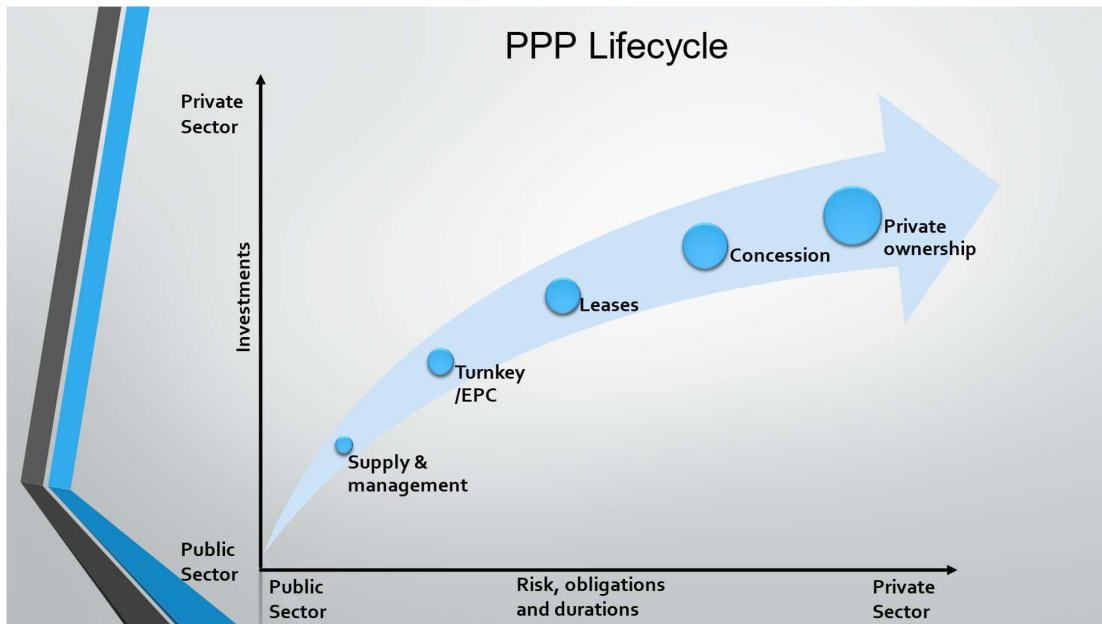 PPP Lifecycle
Private
Sector
Investments
Public
Sector
Private
ownership
Concession
Leases
Turnkey
/EPC
Supply &
management
Public
Sector
Risk, obligations
and durations
Private
Sector